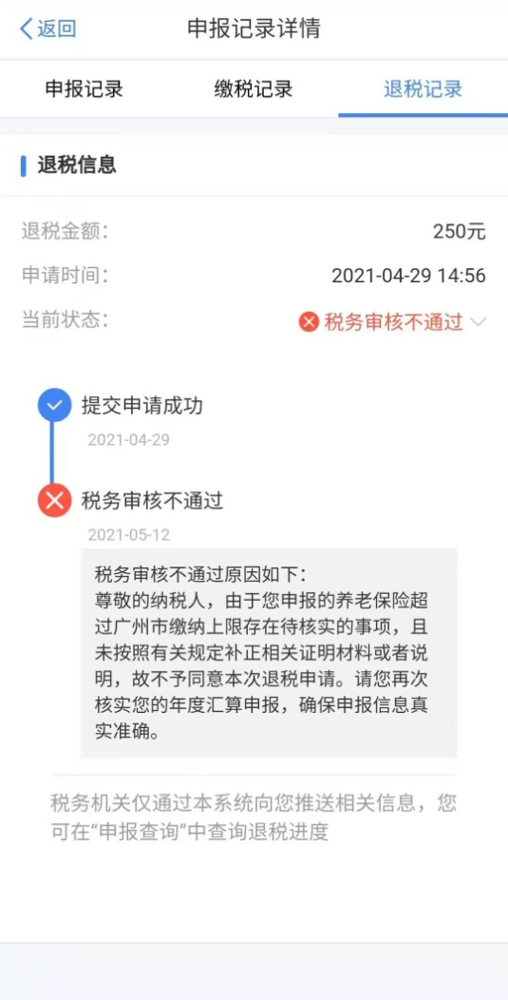 返回
申报记录详情
申报记录 缴税记录 退税记录
退税信息
退税金额： 250元
申请时间： 2021-04-29 14:56
当前状态： 税务审核不通过
提交申请成功
2021-04-29
税务审核不通过
2021-05-12
税务审核不通过原因如下：
尊敬的纳税人，由于您申报的养老保险超
过广州市缴纳上限存在待核实的事项，且
未按照有关规定补正相关证明材料或者说
明，故不予同意本次退税申请。请您再次
核实您的年度汇算申报，确保申报信息真
实准确。
税务机关仅通过本系统向您推送相关信息，您
可在“申报查询”中查询退税进度